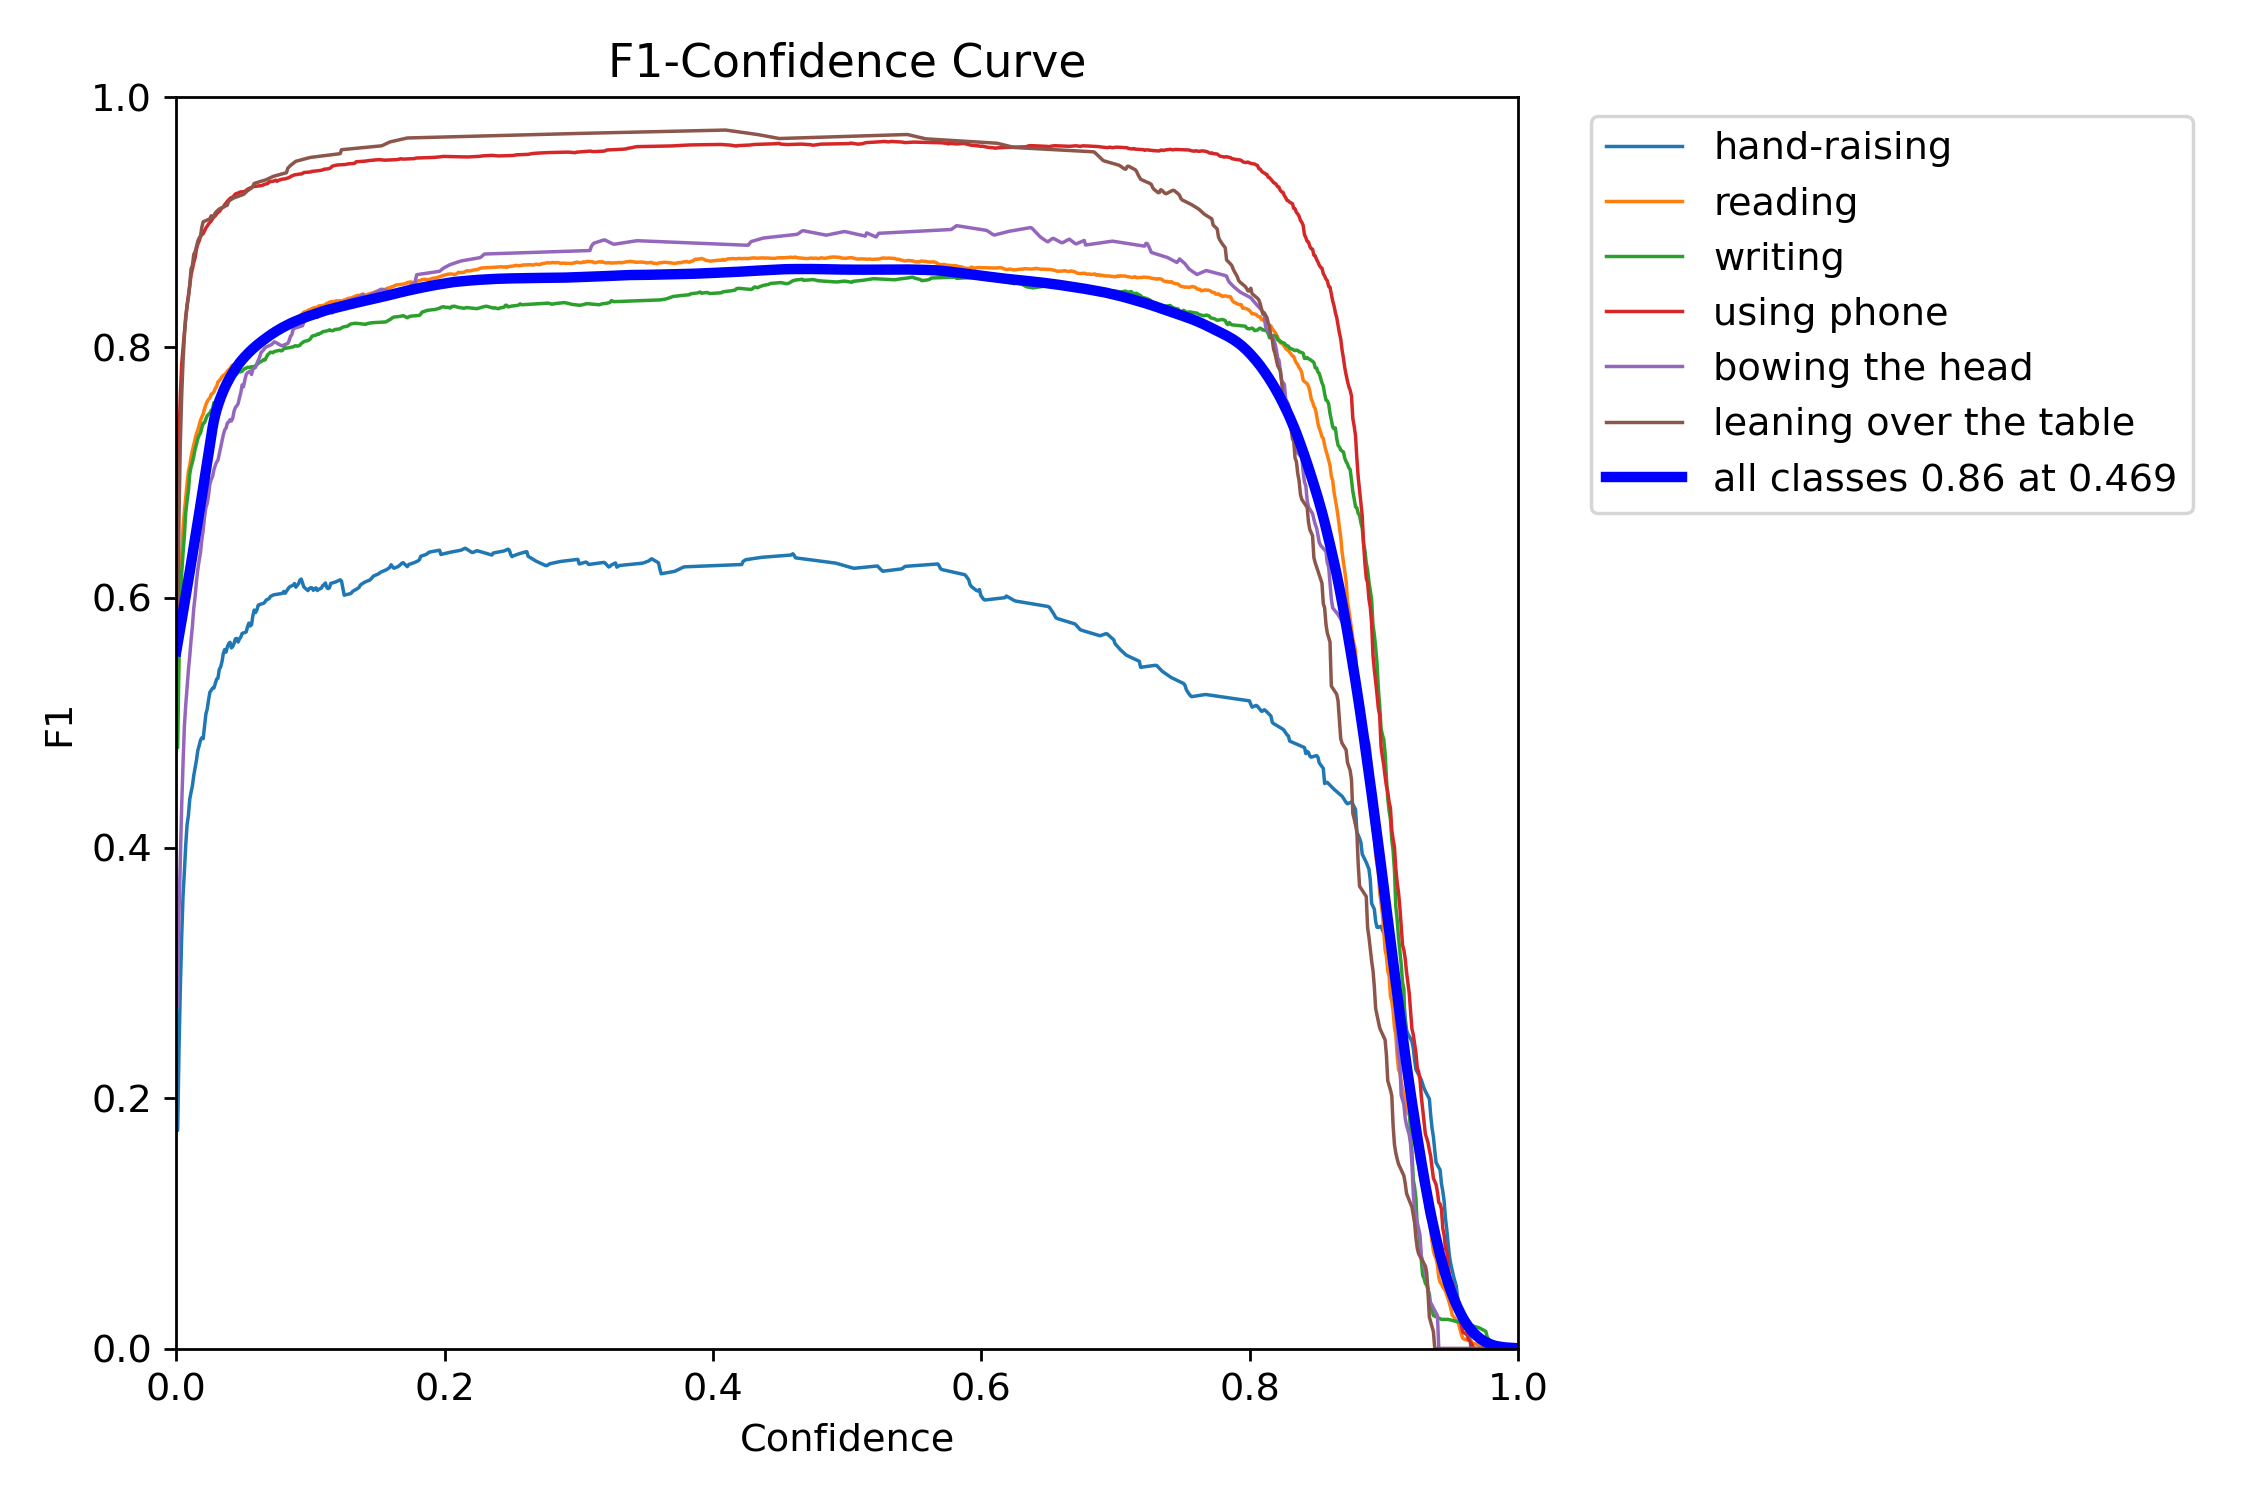 F1-Confidence Curve
1.0
0.8
0.6
0.4
0.2
0.0
F1
0.0 0.2 0.4 0.6 0.8 1.0
Confidence
hand-raising
reading
writing
using phone
bowing the head
leaning over the table
all classes 0.86 at 0.469